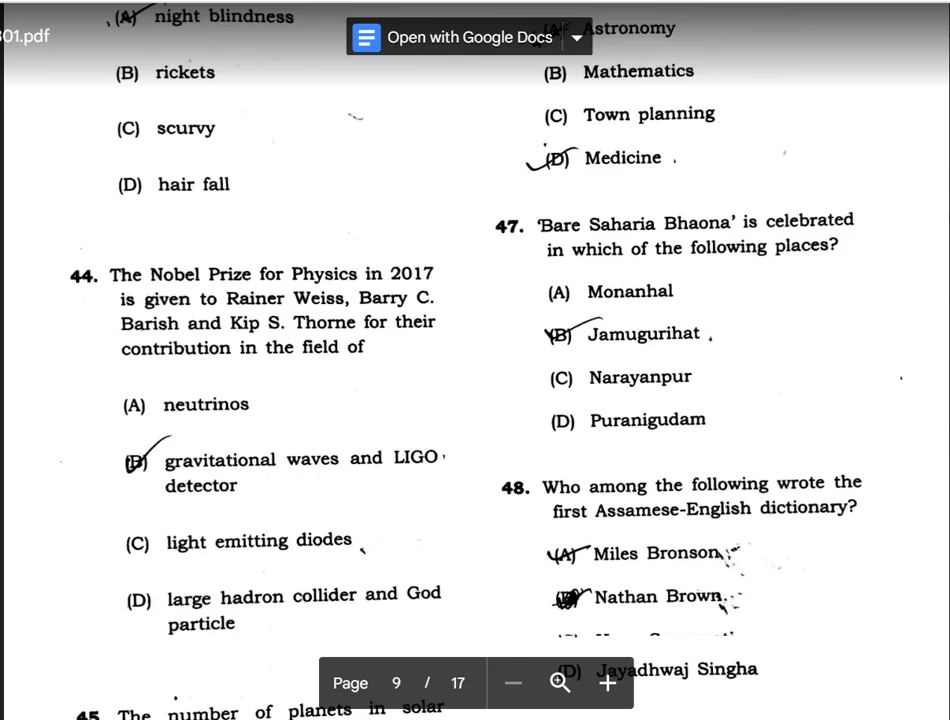 01.pdf
Open with Google Docs
(A) night blindness
(B) rickets
(C) scurvy
(D) hair fall
44. The Nobel Prize for Physics in 2017
is given to Rainer Weiss, Barry C.
Barish and Kip S. Thorne for their
contribution in the field of
(A) neutrinos
(B) gravitational waves and LIGO
detector
(C) light emitting diodes
(D) large hadron collider and God
particle
45. The number of planets in solar
(A) Astronomy
(B) Mathematics
(C) Town planning
(D) Medicine
47. ‘Bare Saharia Bhaona’ is celebrated
in which of the following places?
(A) Monanhal
(B) Jamugurihat
(C) Narayanpur
(D) Puranigudam
48. Who among the following wrote the
first Assamese-English dictionary?
(A) Miles Bronson
(B) Nathan Brown
(D) Jayadhwaj Singha
Page 9 / 17